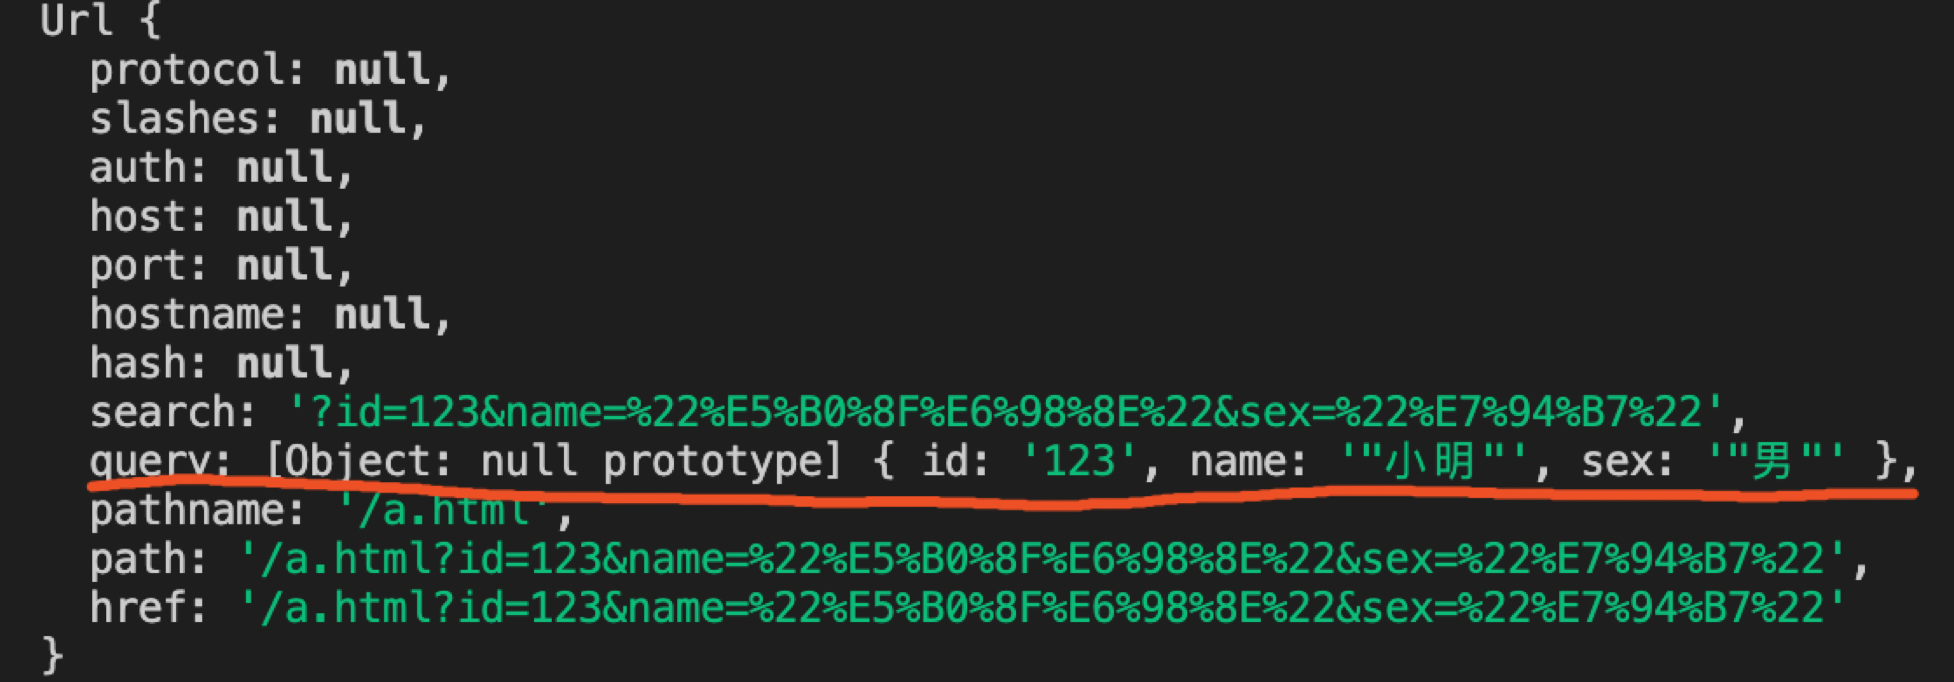 Url {
protocol: null,
slashes: null,
auth: null,
host: null,
port: null,
hostname: null,
hash: null,
search: '?id=123&name=%22%E5%B0%8F%E6%98%8E%22&sex=%22%E7%94%B7%22',
query: [Object: null prototype] { id: '123', name: '"小明"', sex: '"男"' },
pathname: '/a.html',
path: '/a.html?id=123&name=%22%E5%B0%8F%E6%98%8E%22&sex=%22%E7%94%B7%22',
href: '/a.html?id=123&name=%22%E5%B0%8F%E6%98%8E%22&sex=%22%E7%94%B7%22'
}